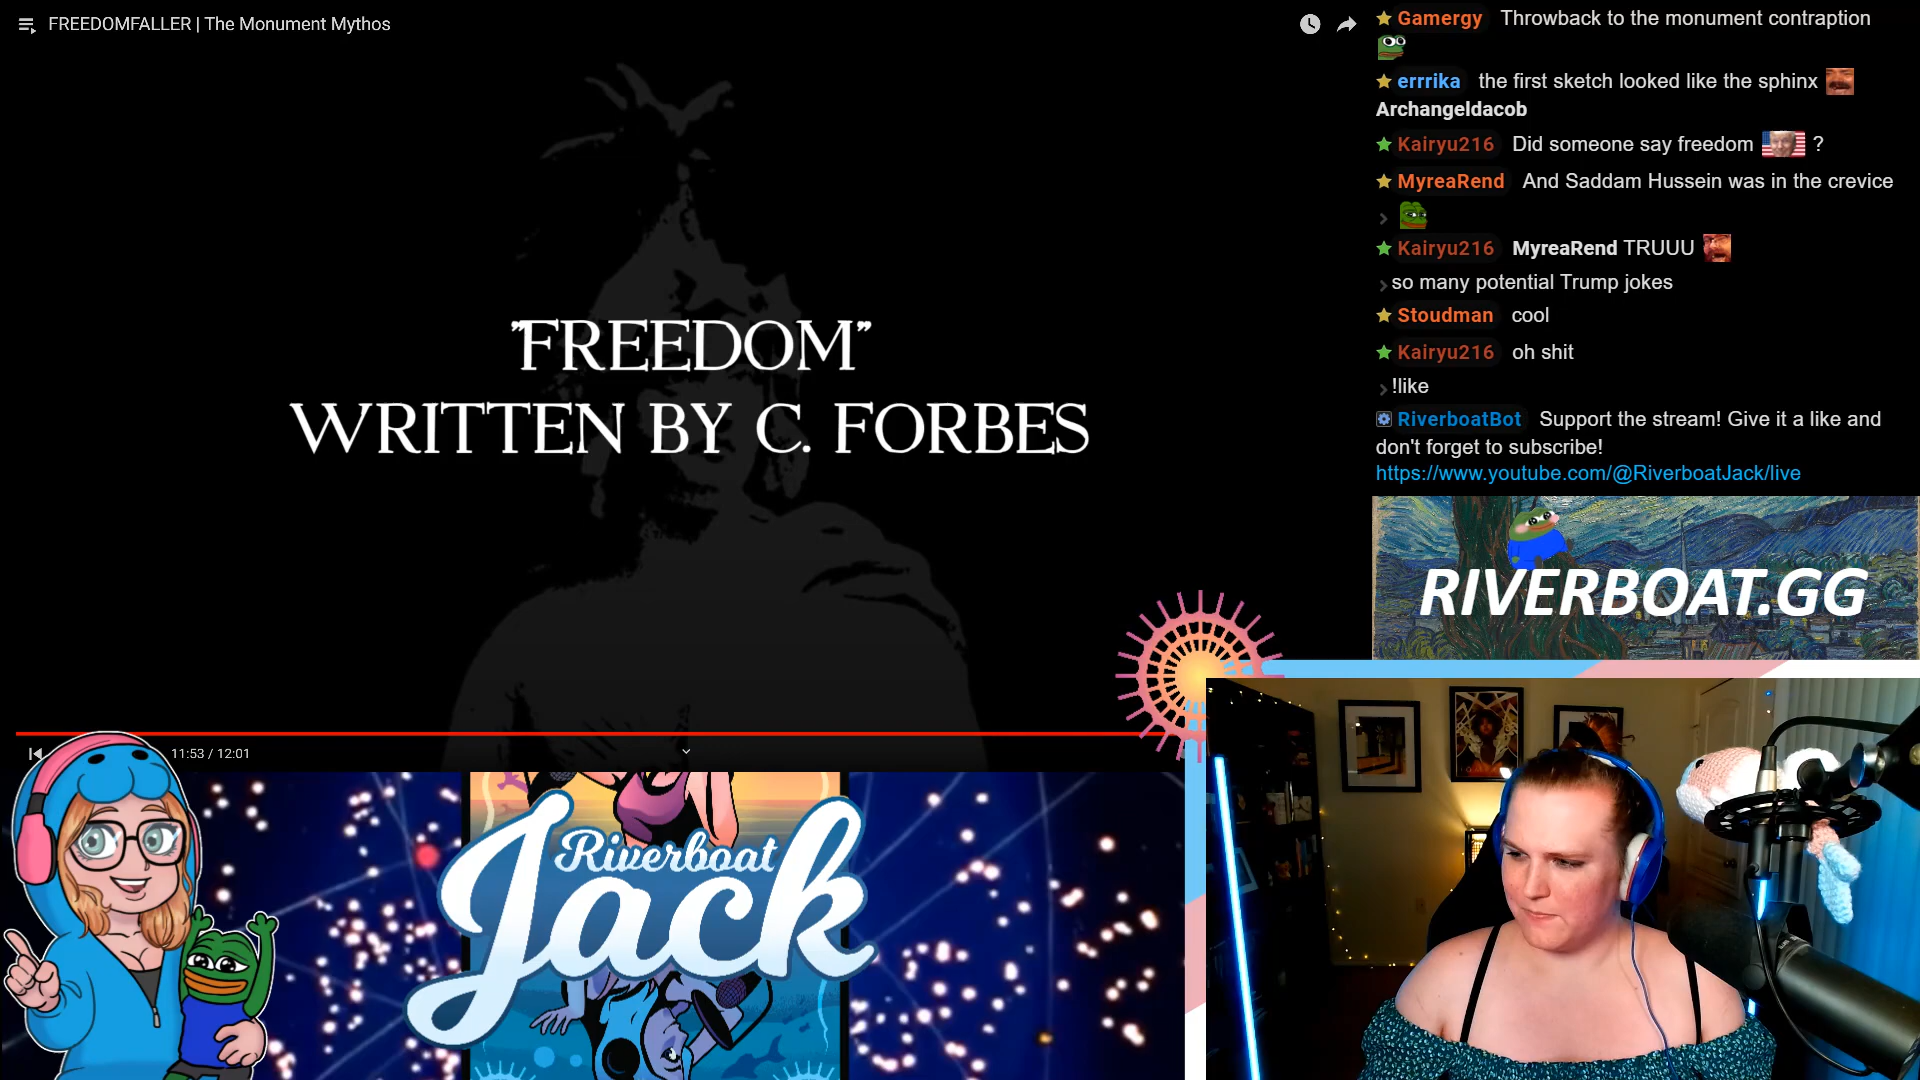 FREEDOMFALLER | The Monument Mythos
"FREEDOM"
WRITTEN BY C. FORBES
11:53 / 12:01
Riverboat
Jack
Gamergy Throwback to the monument contraption
errrika the first sketch looked like the sphinx
Archangeldacob
Kairyu216 Did someone say freedom ?
MyreaRend And Saddam Hussein was in the crevice
Kairyu216 MyreaRend TRUUU
so many potential Trump jokes
Stoudman cool
Kairyu216 oh shit
!like
RiverboatBot Support the stream! Give it a like and
don't forget to subscribe!
https://www.youtube.com/@RiverboatJack/live
RIVERBOAT.GG